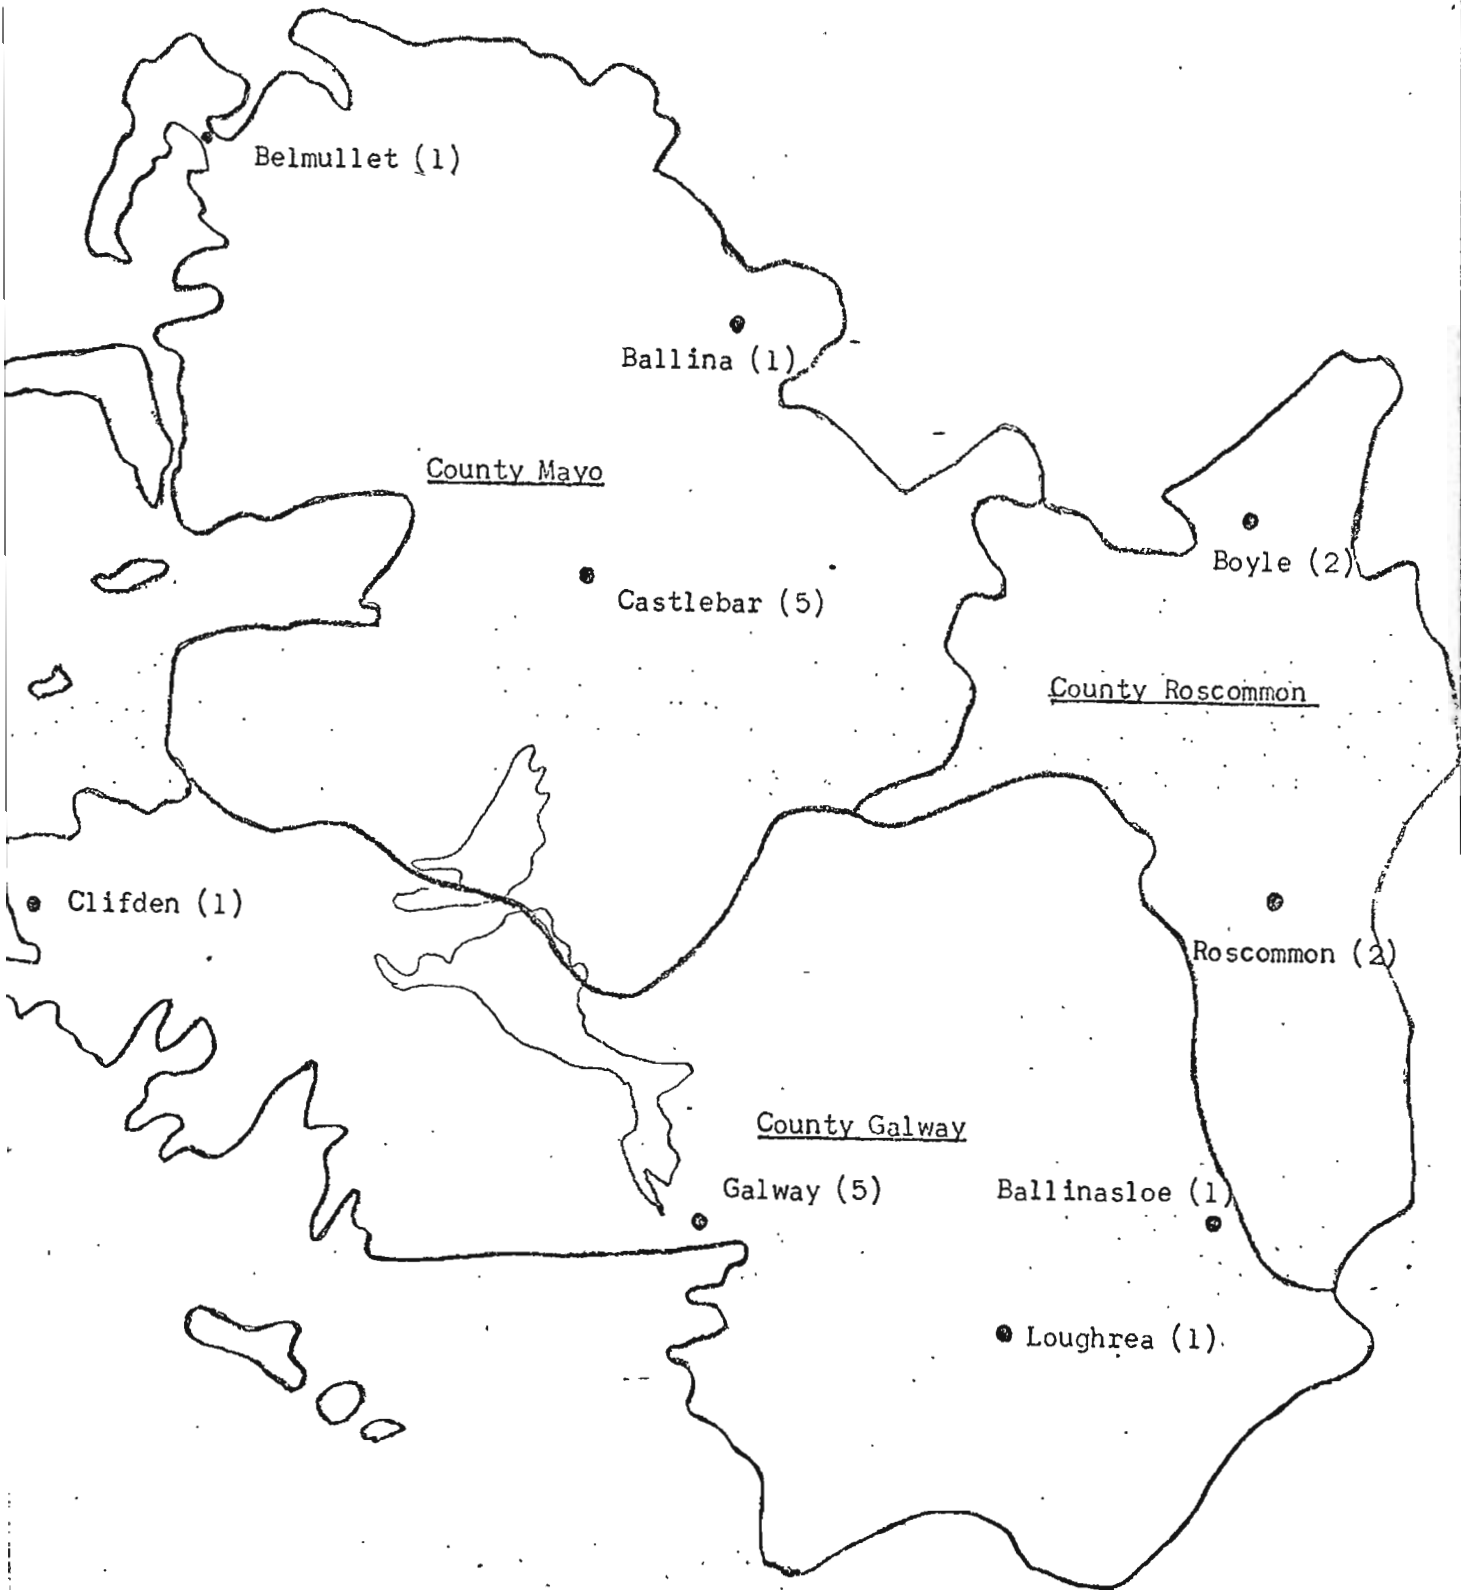 Belmullet (1)
Ballina (1)
County Mayo
Boyle (2)
Castlebar (5)
County Roscommon
Clifden (1)
Roscommon (2)
County Galway
Galway (5)
Ballinasloe (1)
Loughrea (1)